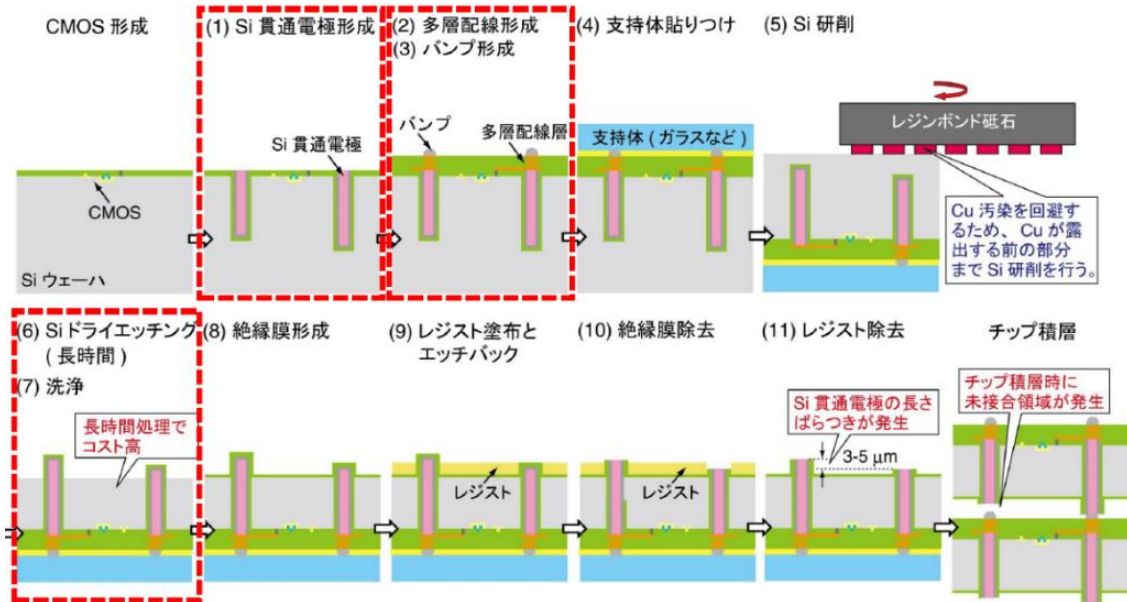 CMOS 形成
(1) Si 貫通電極形成
(2) 多層配線形成
(3) バンプ形成
(4) 支持体貼りつけ
(5) Si 研削
CMOS
Si ウェーハ
Si 貫通電極
バンプ
多層配線層
支持体 ( ガラスなど )
レジンボンド砥石
Cu 汚染を回避す
るため、 Cu が露
出する前の部分
まで Si 研削を行う。
(6) Si ドライエッチング
( 長時間 )
(7) 洗浄
長時間処理で
コスト高
(8) 絶縁膜形成
(9) レジスト塗布と
エッチバック
レジスト
(10) 絶縁膜除去
レジスト
(11) レジスト除去
Si 貫通電極の長さ
ばらつきが発生
3-5 μm
チップ積層
チップ積層時に
未接合領域が発生